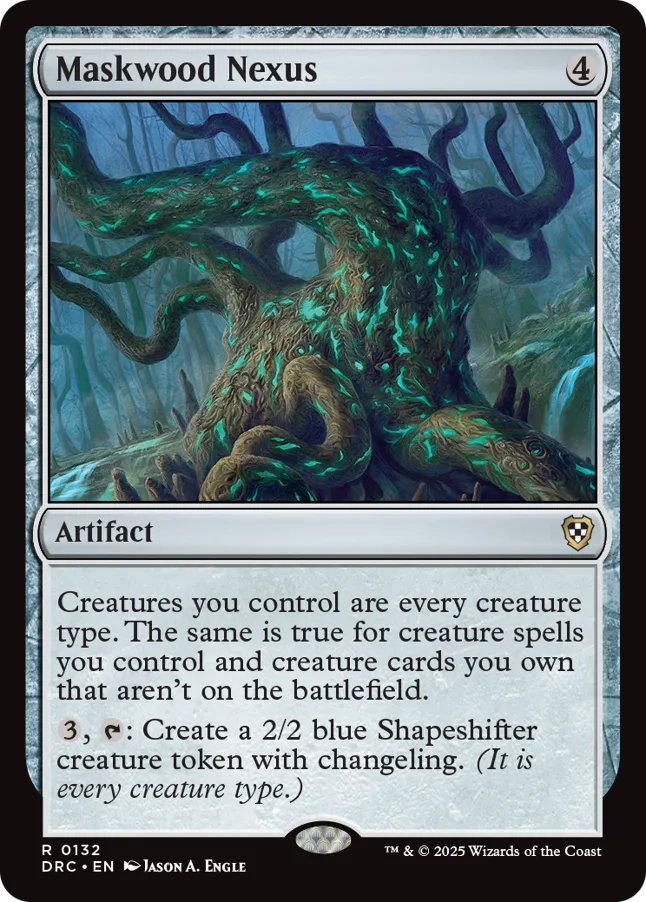 Maskwood Nexus 4
Artifact
Creatures you control are every creature
type. The same is true for creature spells
you control and creature cards you own
that aren't on the battlefield.
3, : Create a 2/2 blue Shapeshifter
creature token with changeling. (It is
every creature type.)
R 0132
DRC • EN Jason A. Engle
™ & © 2025 Wizards of the Coast